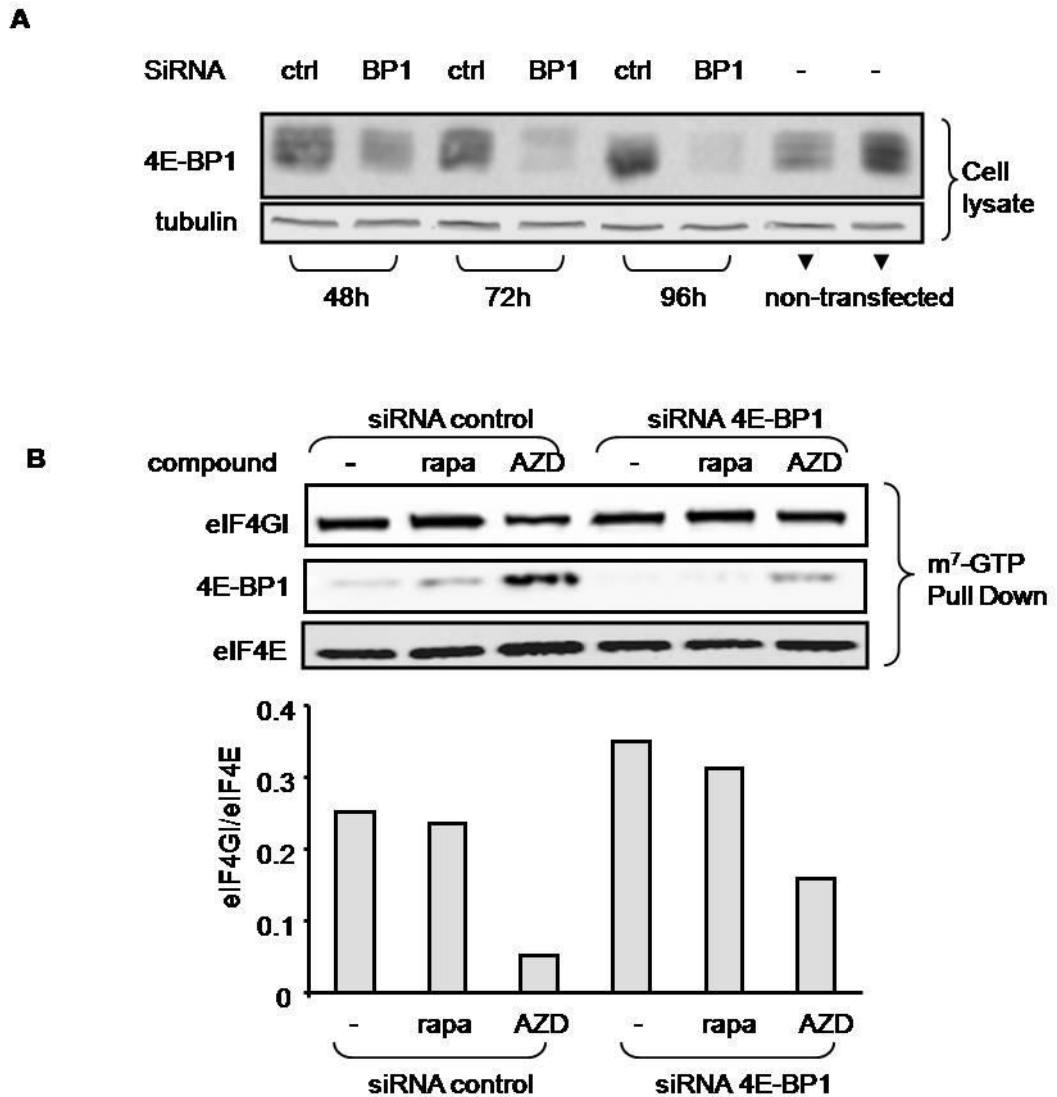 A
SiRNA ctrl BP1 ctrl BP1 ctrl BP1 - -
4E-BP1
Cell
lysate
tubulin
48h 72h 96h non-transfected
siRNA control siRNA 4E-BP1
B
compound - rapa AZD - rapa AZD
eIF4GI
4E-BP1
m⁷-GTP
Pull Down
eIF4E
eIF4GI/eIF4E
0.4
0.3
0.2
0.1
0
- rapa AZD - rapa AZD
siRNA control siRNA 4E-BP1